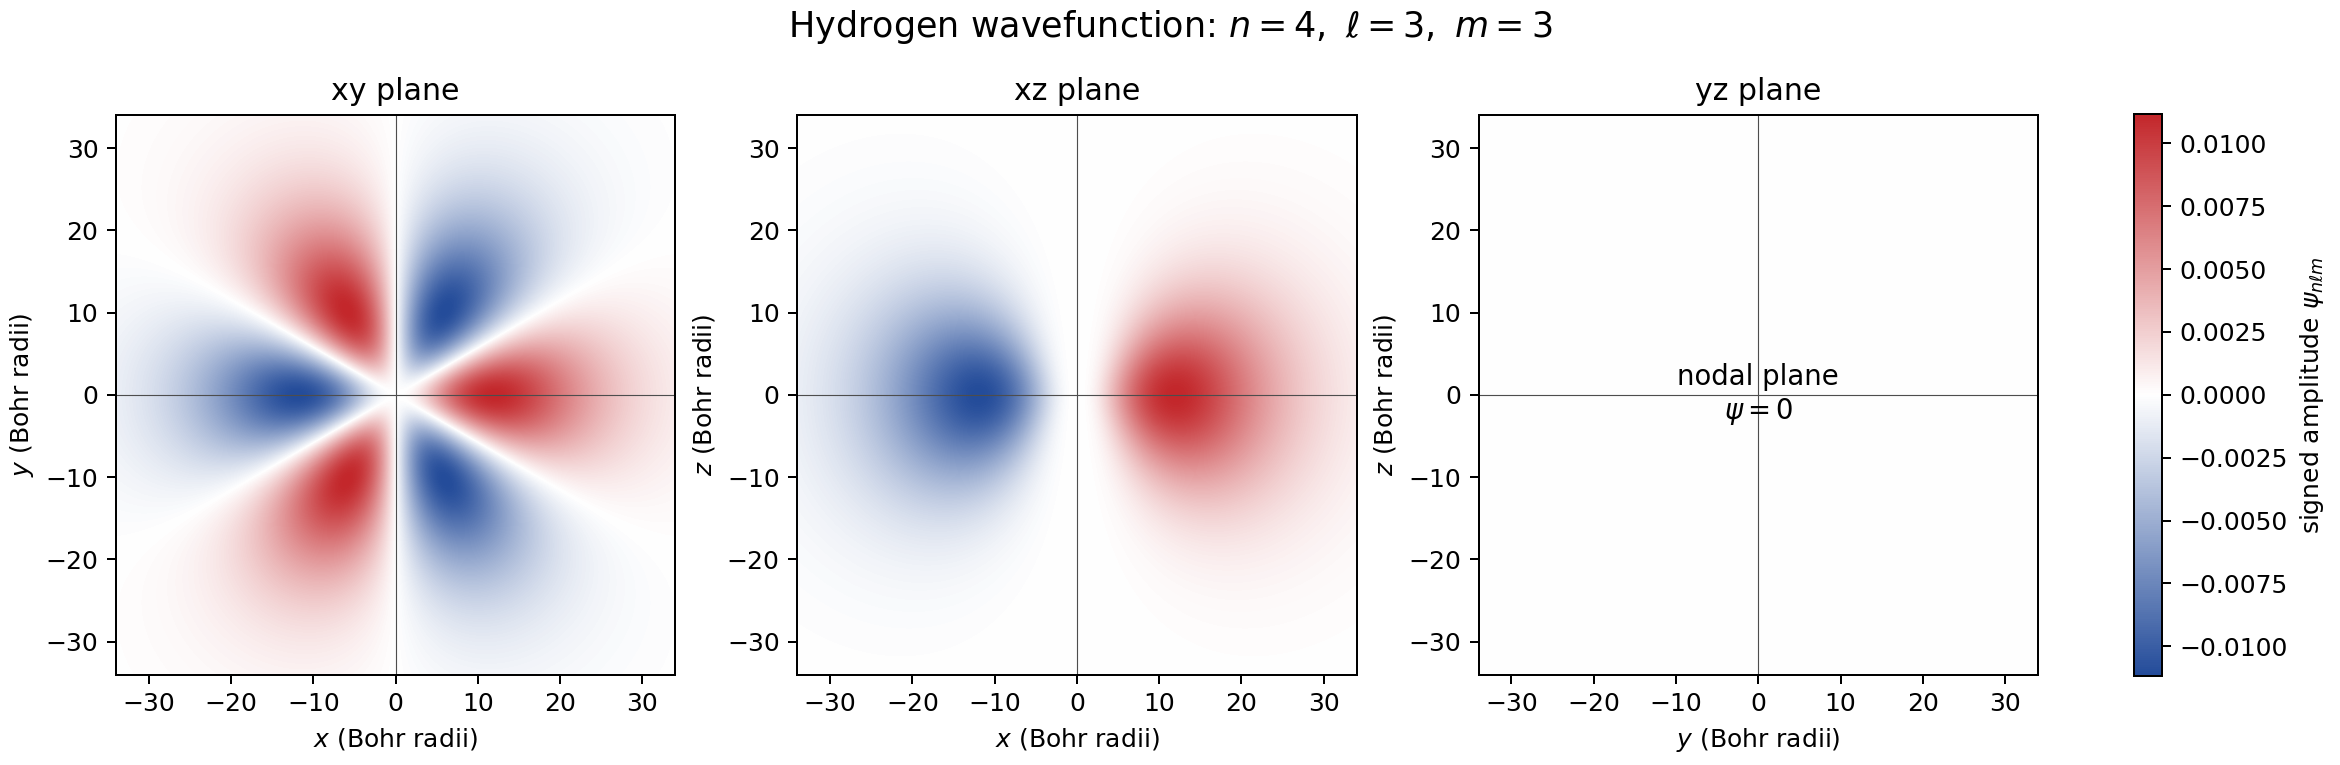 Hydrogen wavefunction: n = 4, ℓ = 3, m = 3
xy plane
30
20
10
0
−10
−20
−30
y (Bohr radii)
−30 −20 −10 0 10 20 30
x (Bohr radii)
xz plane
30
20
10
0
−10
−20
−30
z (Bohr radii)
−30 −20 −10 0 10 20 30
x (Bohr radii)
yz plane
30
20
10
0
−10
−20
−30
z (Bohr radii)
nodal plane
ψ = 0
−30 −20 −10 0 10 20 30
y (Bohr radii)
0.0100
0.0075
0.0050
0.0025
0.0000
−0.0025
−0.0050
−0.0075
−0.0100
signed amplitude ψnℓm